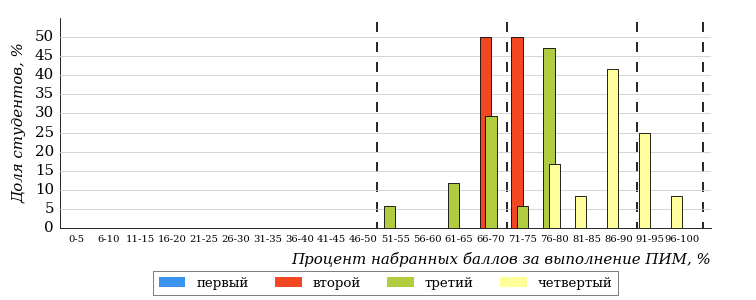 Доля студентов, %
50
45
40
35
30
25
20
15
10
5
0
0-5 6-10 11-15 16-20 21-25 26-30 31-35 36-40 41-45 46-50 51-55 56-60 61-65 66-70 71-75 76-80 81-85 86-90 91-95 96-100
Процент набранных баллов за выполнение ПИМ, %
первый второй третий четвертый